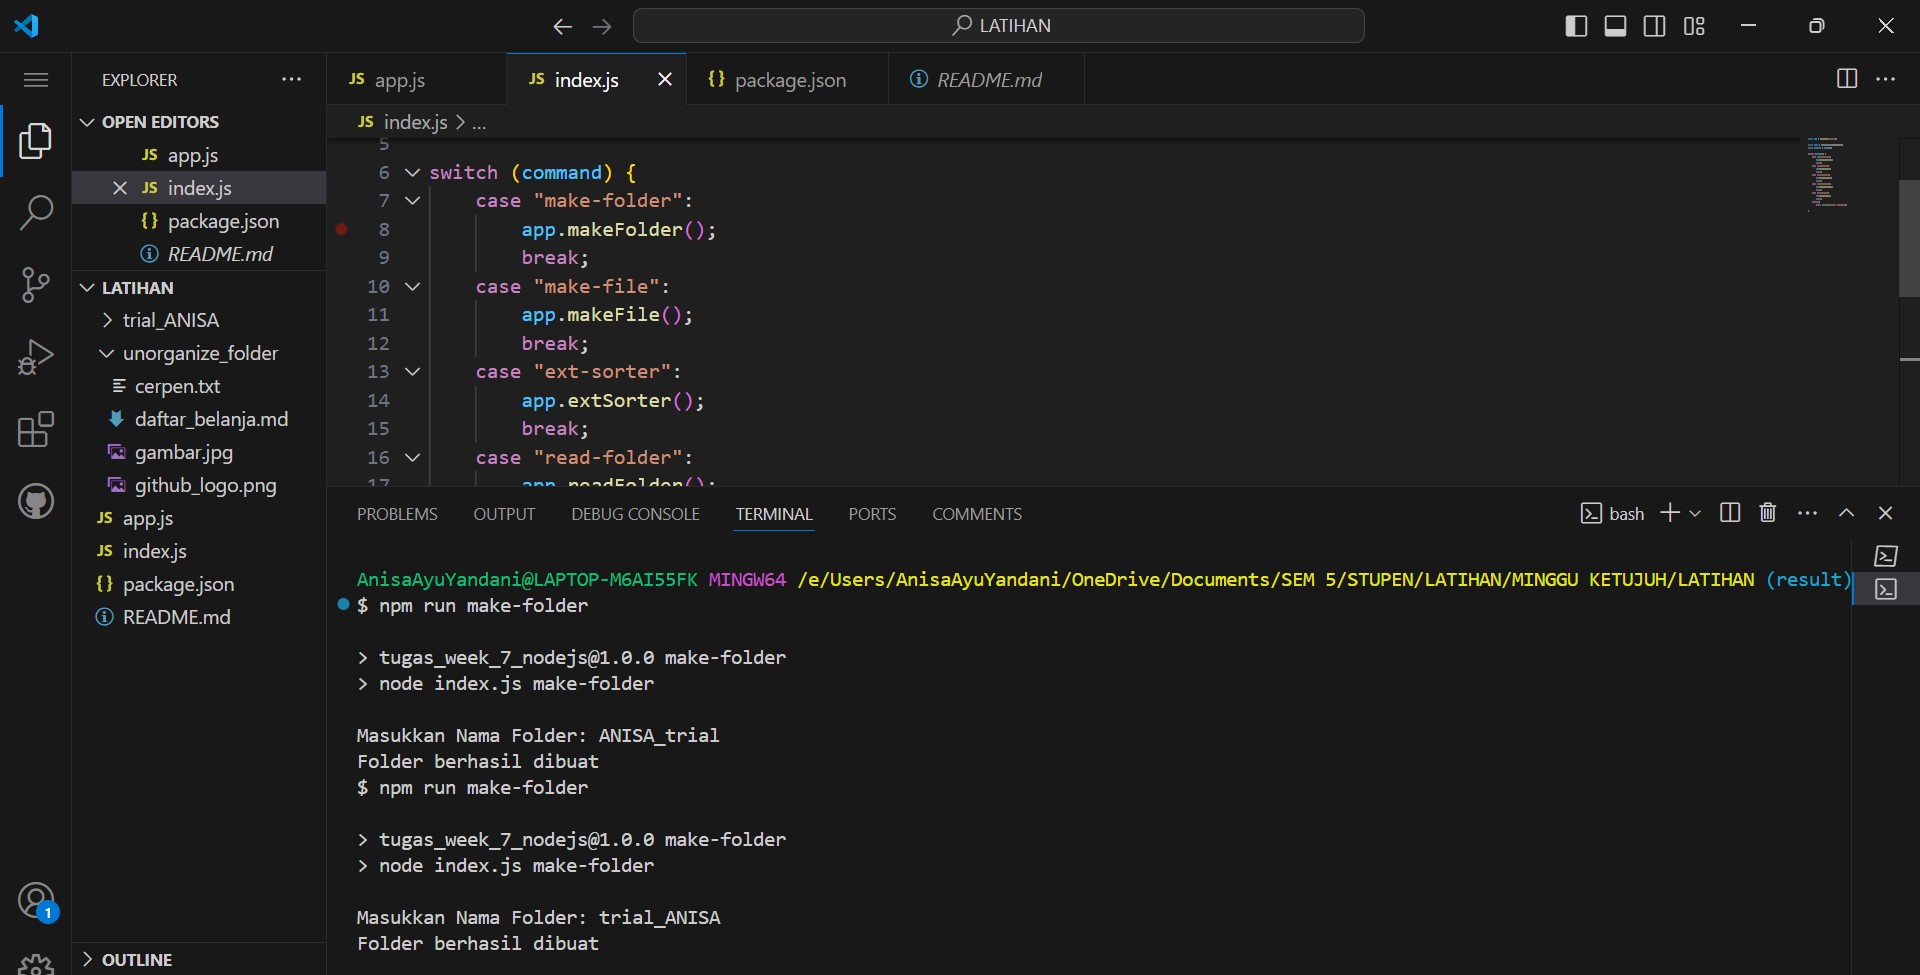 LATIHAN
EXPLORER
OPEN EDITORS
JS app.js
JS index.js
{} package.json
README.md
LATIHAN
trial_ANISA
unorganize_folder
cerpen.txt
daftar_belanja.md
gambar.jpg
github_logo.png
JS app.js
JS index.js
{} package.json
README.md
1
OUTLINE
JS app.js JS index.js {} package.json README.md
JS index.js > ...
5
6 switch (command) {
7 case "make-folder":
8 app.makeFolder();
9 break;
10 case "make-file":
11 app.makeFile();
12 break;
13 case "ext-sorter":
14 app.extSorter();
15 break;
16 case "read-folder":
17 app.readFolder();
PROBLEMS OUTPUT DEBUG CONSOLE TERMINAL PORTS COMMENTS
bash
AnisaAyuYandani@LAPTOP-M6AI55FK MINGW64 /e/Users/AnisaAyuYandani/OneDrive/Documents/SEM 5/STUPEN/LATIHAN/MINGGU KETUJUH/LATIHAN (result)
$ npm run make-folder
> tugas_week_7_nodejs@1.0.0 make-folder
> node index.js make-folder
Masukkan Nama Folder: ANISA_trial
Folder berhasil dibuat
$ npm run make-folder
> tugas_week_7_nodejs@1.0.0 make-folder
> node index.js make-folder
Masukkan Nama Folder: trial_ANISA
Folder berhasil dibuat